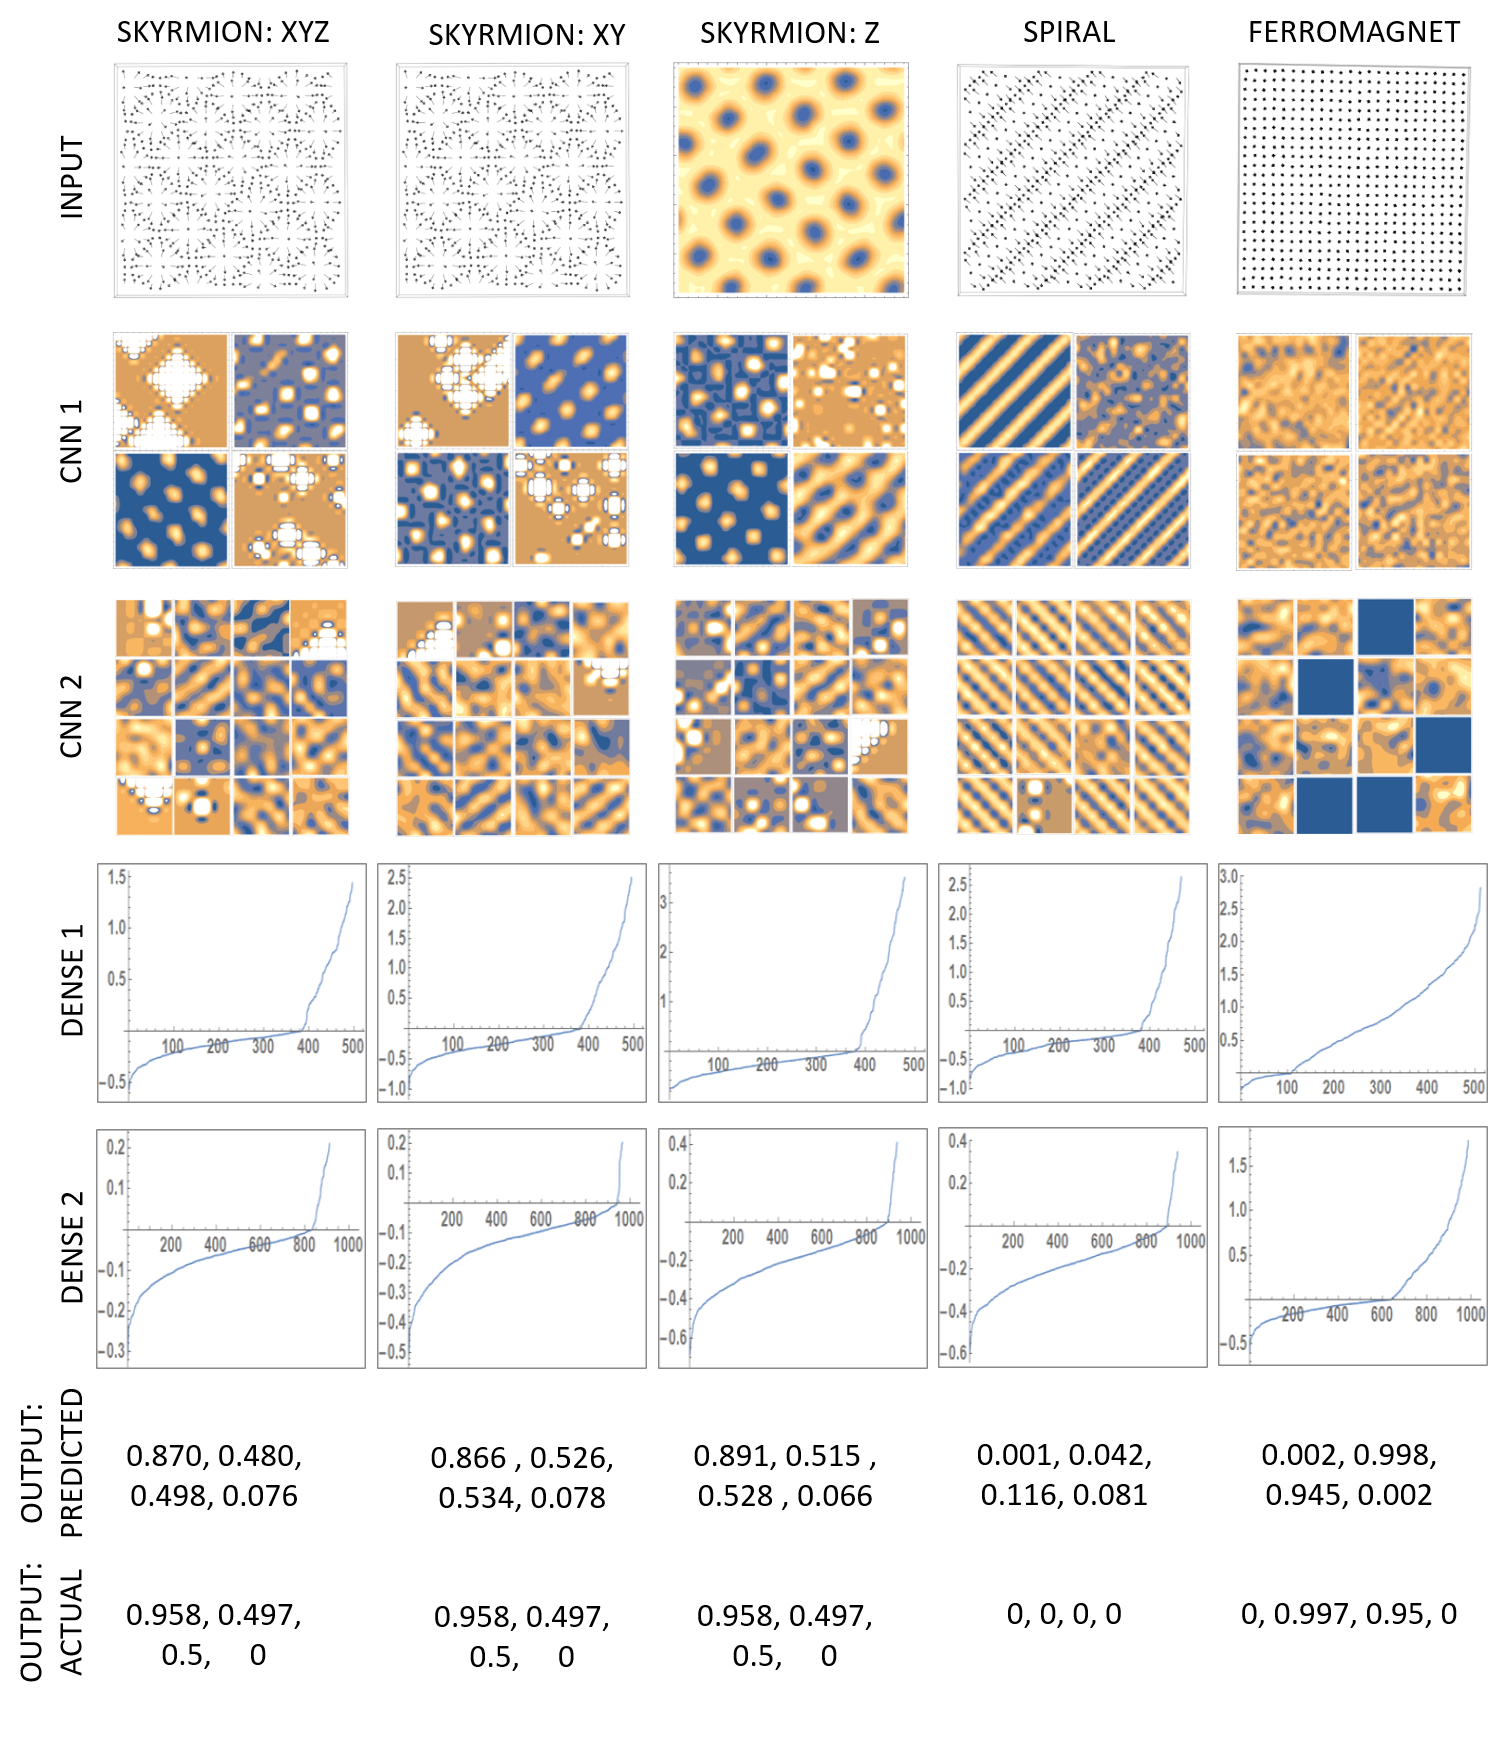 SKYRMION: XYZ
SKYRMION: XY
SKYRMION: Z
SPIRAL
FERROMAGNET
INPUT
CNN 1
CNN 2
DENSE 1
1.5
1.0
0.5
−0.5
100 200 300 400 500
2.5
2.0
1.5
1.0
0.5
−0.5
−1.0
100 200 300 400 500
3
2
1
100 200 300 400 500
2.5
2.0
1.5
1.0
0.5
−0.5
−1.0
100 200 300 400 500
3.0
2.5
2.0
1.5
1.0
0.5
100 200 300 400 500
DENSE 2
0.2
0.1
−0.1
−0.2
−0.3
200 400 600 800 1000
0.2
0.1
−0.1
−0.2
−0.3
−0.4
−0.5
200 400 600 800 1000
0.4
0.2
−0.2
−0.4
−0.6
200 400 600 800 1000
0.4
0.2
−0.2
−0.4
−0.6
200 400 600 800 1000
1.5
1.0
0.5
−0.5
200 400 600 800 1000
OUTPUT:
PREDICTED
0.870, 0.480,
0.498, 0.076
0.866 , 0.526,
0.534, 0.078
0.891, 0.515 ,
0.528 , 0.066
0.001, 0.042,
0.116, 0.081
0.002, 0.998,
0.945, 0.002
OUTPUT:
ACTUAL
0.958, 0.497,
0.5, 0
0.958, 0.497,
0.5, 0
0.958, 0.497,
0.5, 0
0, 0, 0, 0
0, 0.997, 0.95, 0